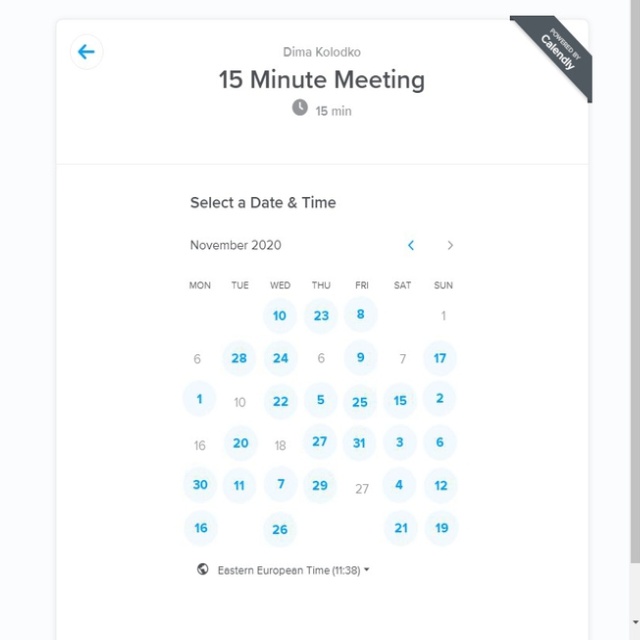 Dima Kolodko
POWERED BY
Calendly
15 Minute Meeting
15 min
Select a Date & Time
November 2020
MON TUE WED THU FRI SAT SUN
10 23 8 1
6 28 24 6 9 7 17
1 10 22 5 25 15 2
16 20 18 27 31 3 6
30 11 7 29 27 4 12
16 26 21 19
Eastern European Time (11:38)